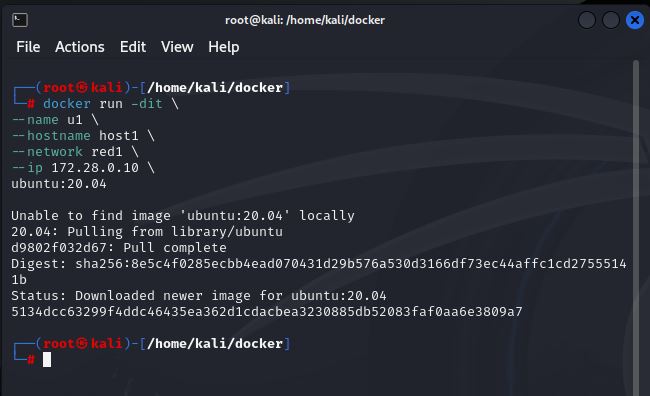 root@kali: /home/kali/docker
File Actions Edit View Help
┌──(root㉿kali)-[/home/kali/docker]
└─# docker run -dit \
--name u1 \
--hostname host1 \
--network red1 \
--ip 172.28.0.10 \
ubuntu:20.04
Unable to find image 'ubuntu:20.04' locally
20.04: Pulling from library/ubuntu
d9802f032d67: Pull complete
Digest: sha256:8e5c4f0285ecbb4ead070431d29b576a530d3166df73ec44affc1cd2755514
1b
Status: Downloaded newer image for ubuntu:20.04
5134dcc63299f4ddc46435ea362d1cdacbea3230885db52083faf0aa6e3809a7
┌──(root㉿kali)-[/home/kali/docker]
└─#